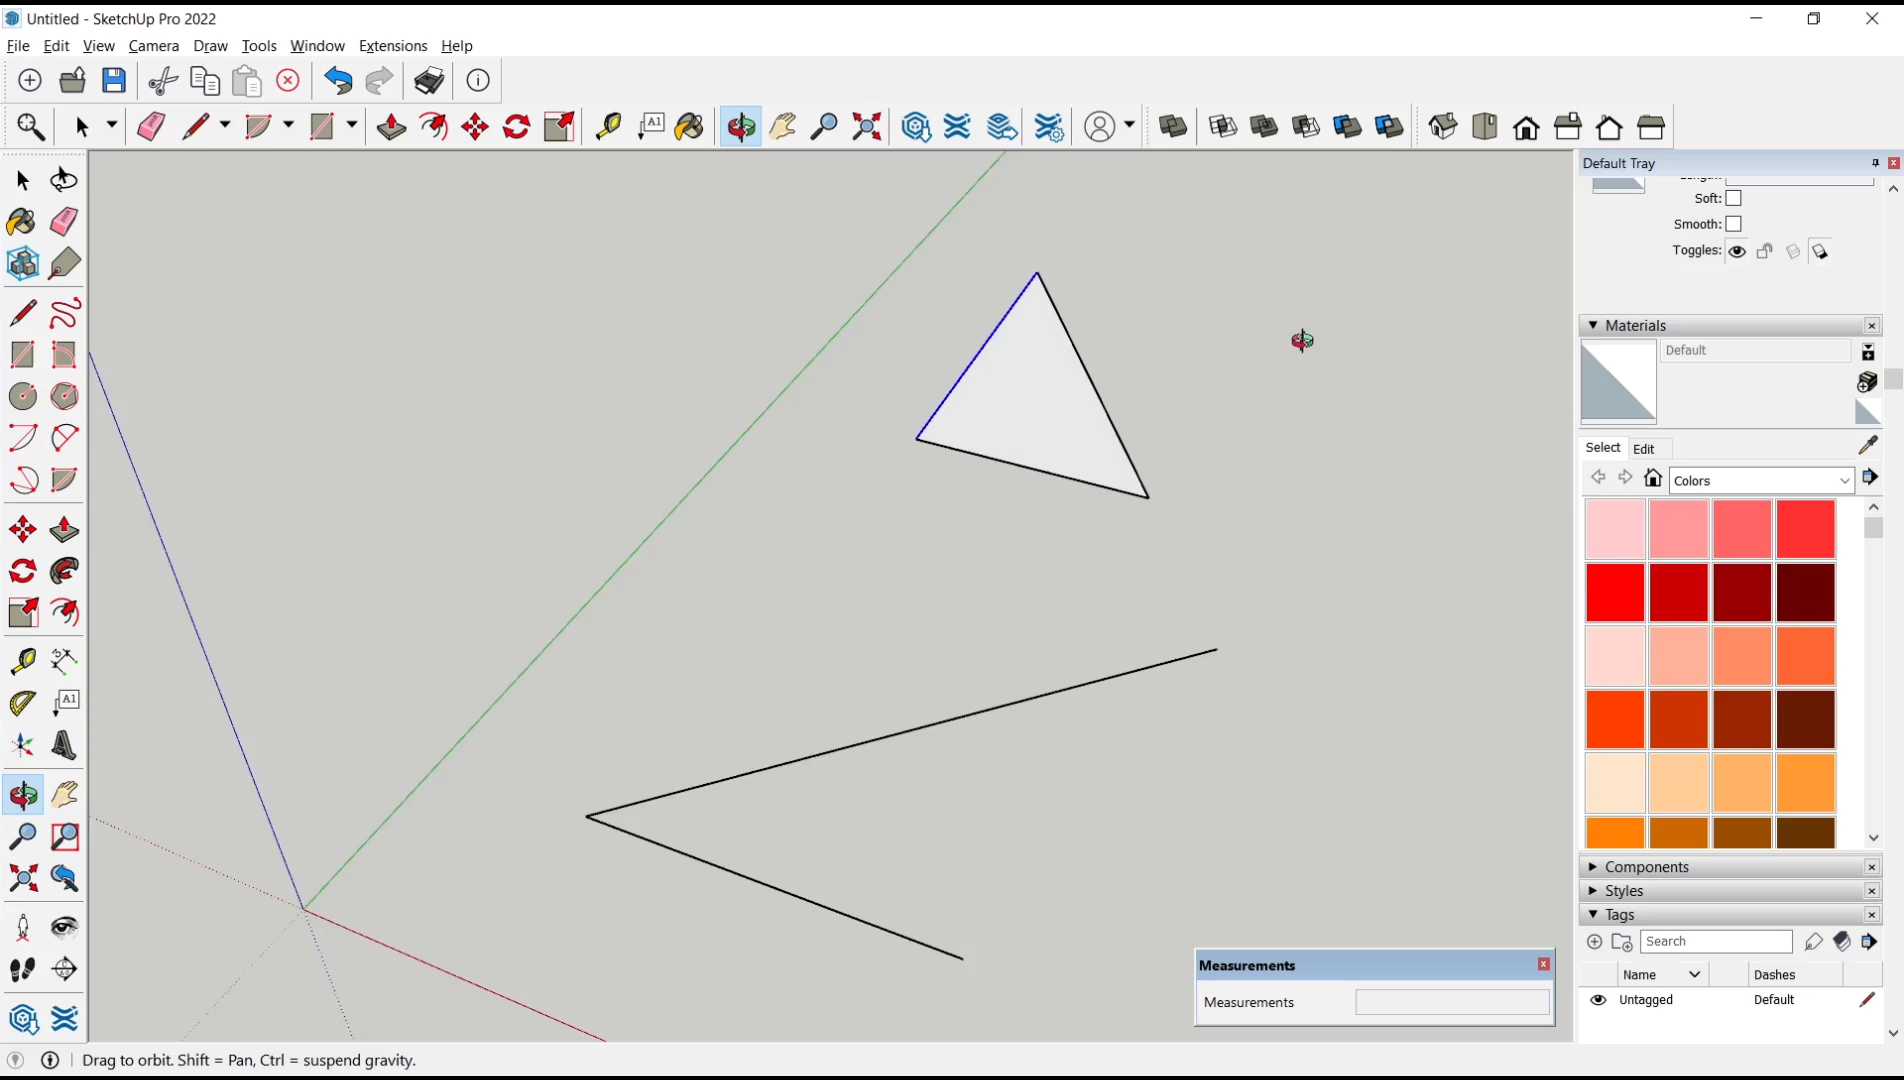 Untitled - SketchUp Pro 2022
File Edit View Camera Draw Tools Window Extensions Help
A1
Default Tray
Soft:
Smooth:
Toggles:
Materials
Default
Select Edit
Colors
A1
Components
Styles
Tags
Search
Name Dashes
Untagged Default
Measurements
Measurements
Drag to orbit. Shift = Pan, Ctrl = suspend gravity.